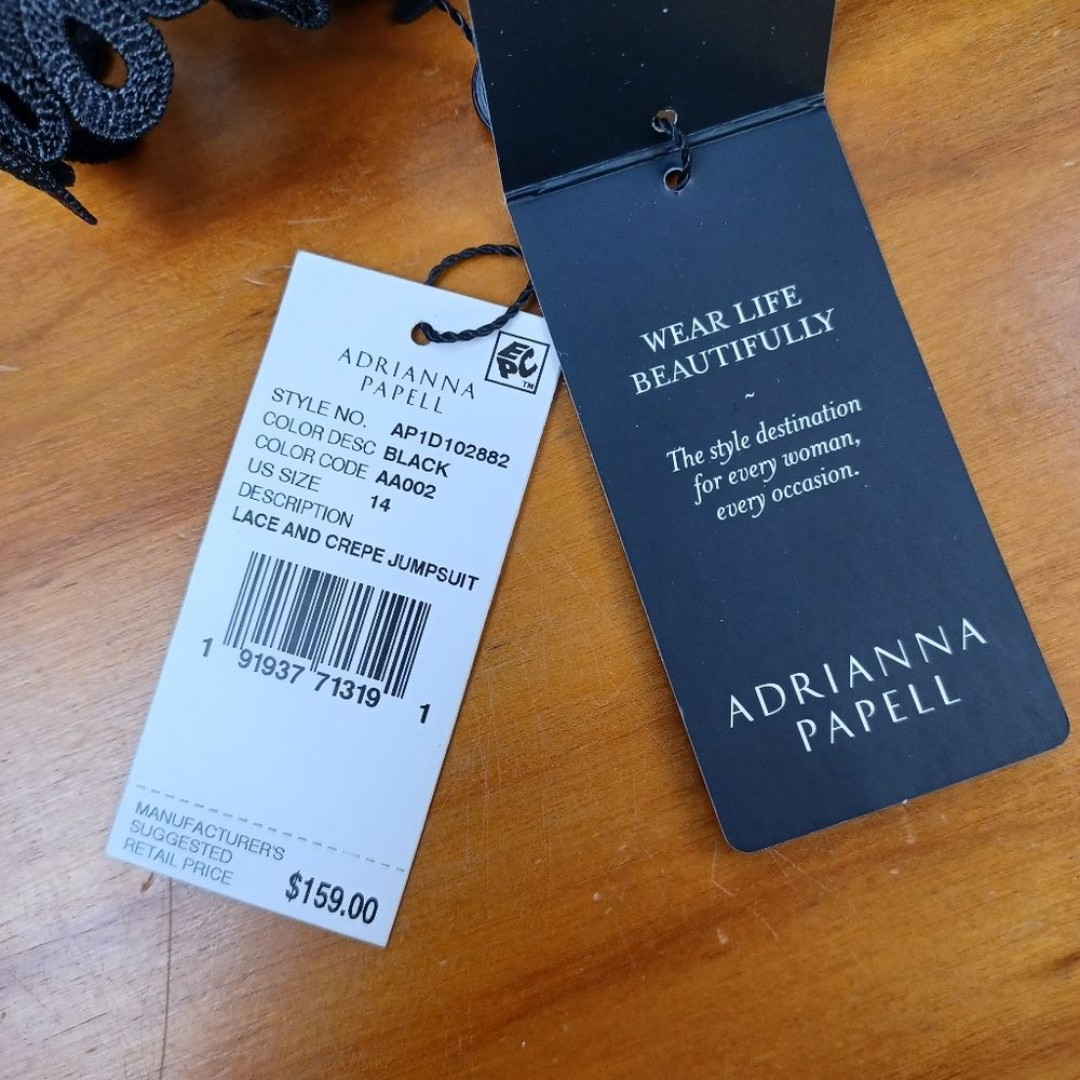 ADRIANNA
PAPELL
EPC
TM
STYLE NO. AP1D102882
COLOR DESC BLACK
COLOR CODE AA002
US SIZE 14
DESCRIPTION
LACE AND CREPE JUMPSUIT
1 91937 71319 1
MANUFACTURER'S
SUGGESTED
RETAIL PRICE
$159.00
WEAR LIFE
BEAUTIFULLY
~
The style destination
for every woman,
every occasion.
ADRIANNA
PAPELL